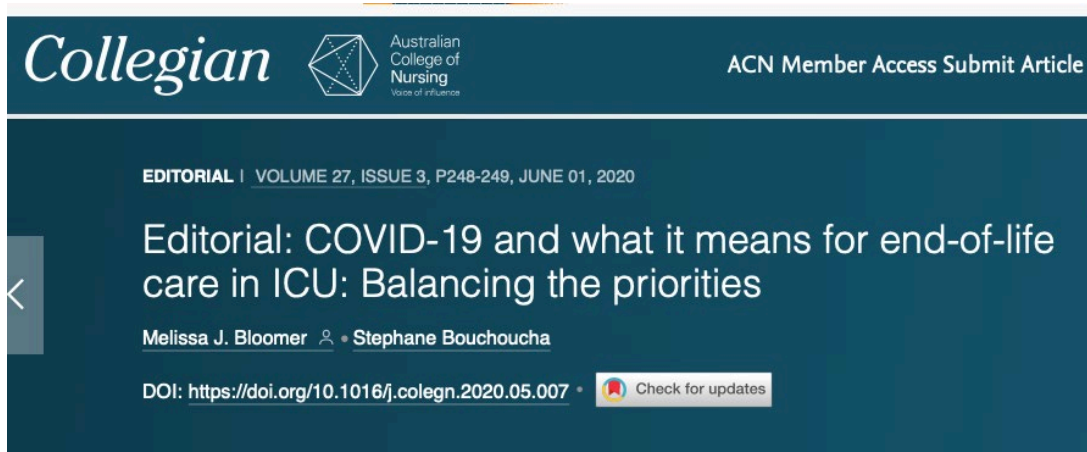 Collegian
Australian
College of
Nursing
Voice of influence
ACN Member Access Submit Article
EDITORIAL | VOLUME 27, ISSUE 3, P248-249, JUNE 01, 2020
Editorial: COVID-19 and what it means for end-of-life
care in ICU: Balancing the priorities
Melissa J. Bloomer • Stephane Bouchoucha
DOI: https://doi.org/10.1016/j.colegn.2020.05.007 • Check for updates